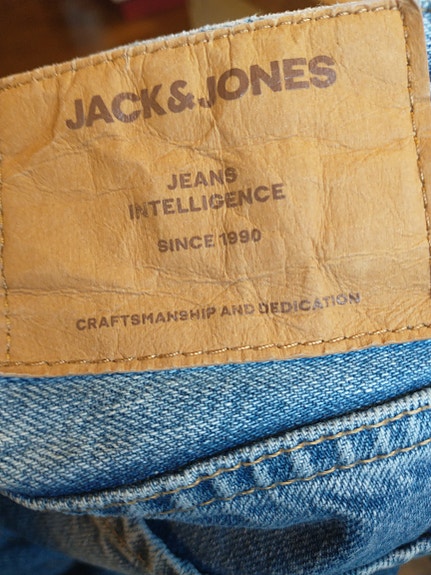 JACK&JONES
JEANS
INTELLIGENCE
SINCE 1990
CRAFTSMANSHIP AND DEDICATION